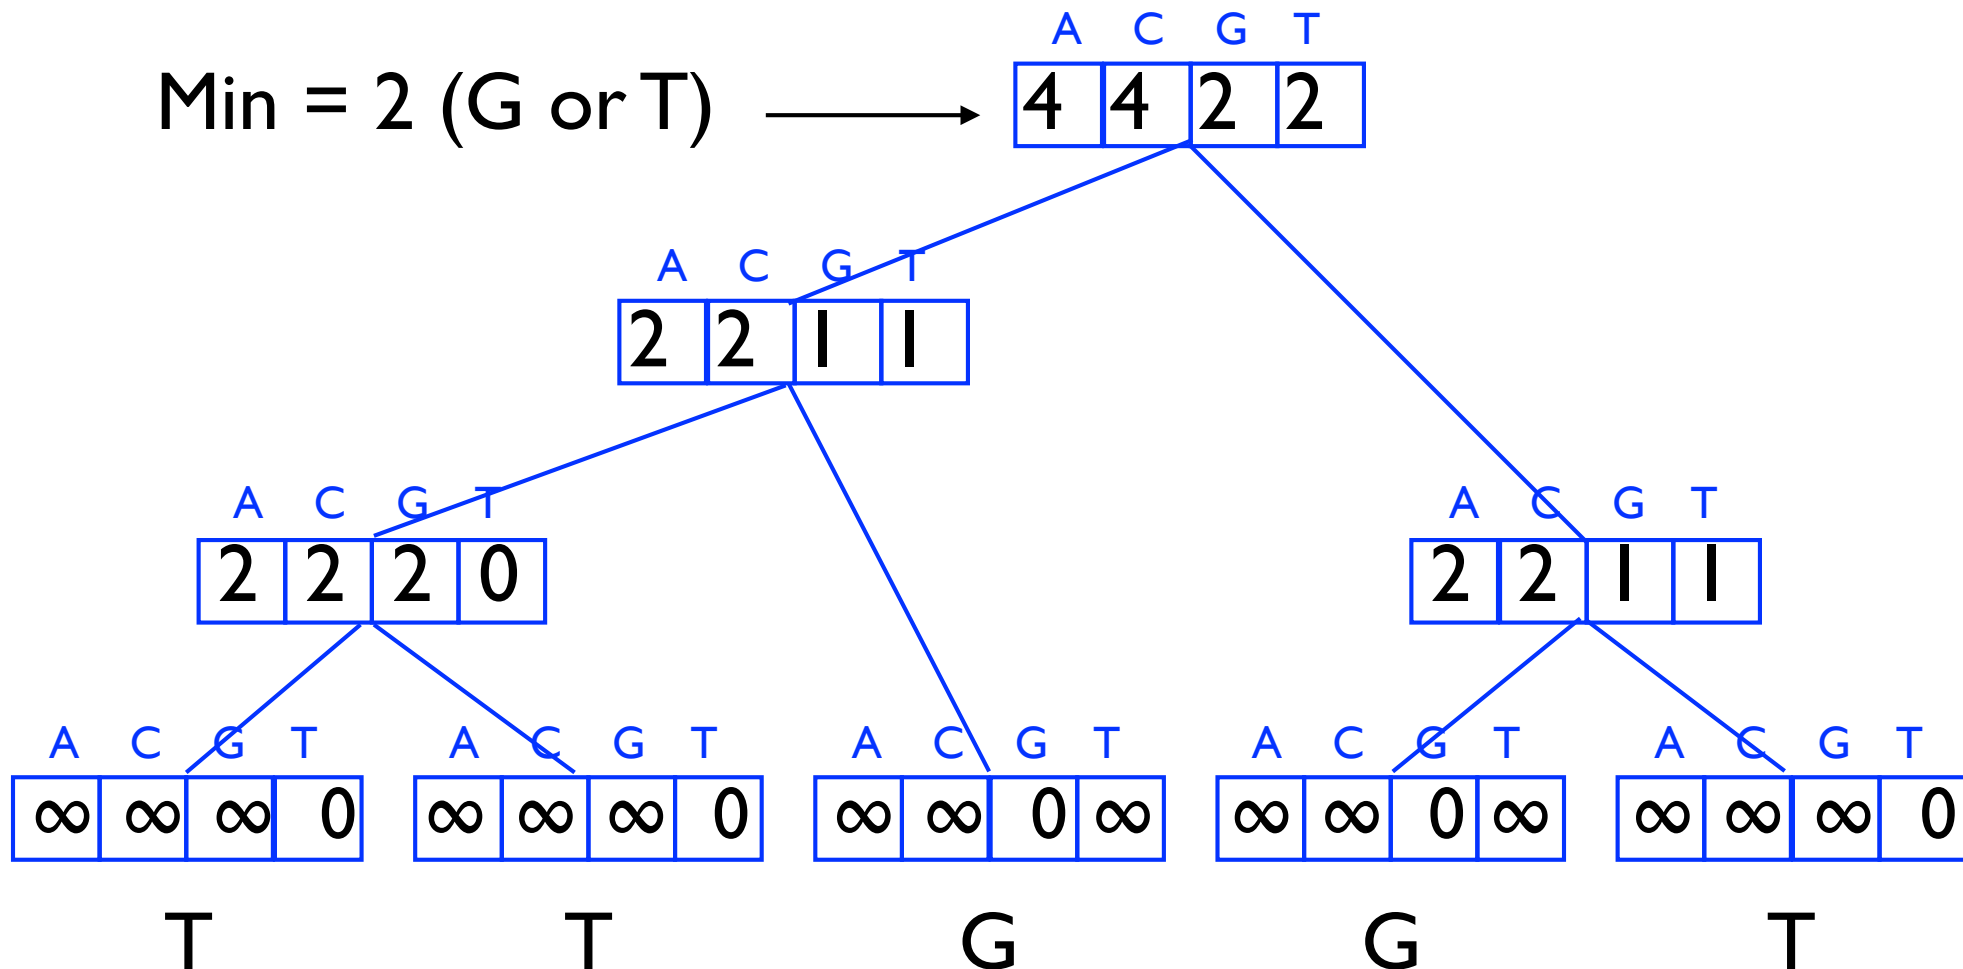 A C G T
Min = 2 (G or T) 4 4 2 2
A C G T
2 2 1 1
A C G T A C G T
2 2 2 0 2 2 1 1
A C G T A C G T A C G T A C G T A C G T
∞ ∞ ∞ 0 ∞ ∞ ∞ 0 ∞ ∞ 0 ∞ ∞ ∞ 0 ∞ ∞ ∞ ∞ 0
T T G G T